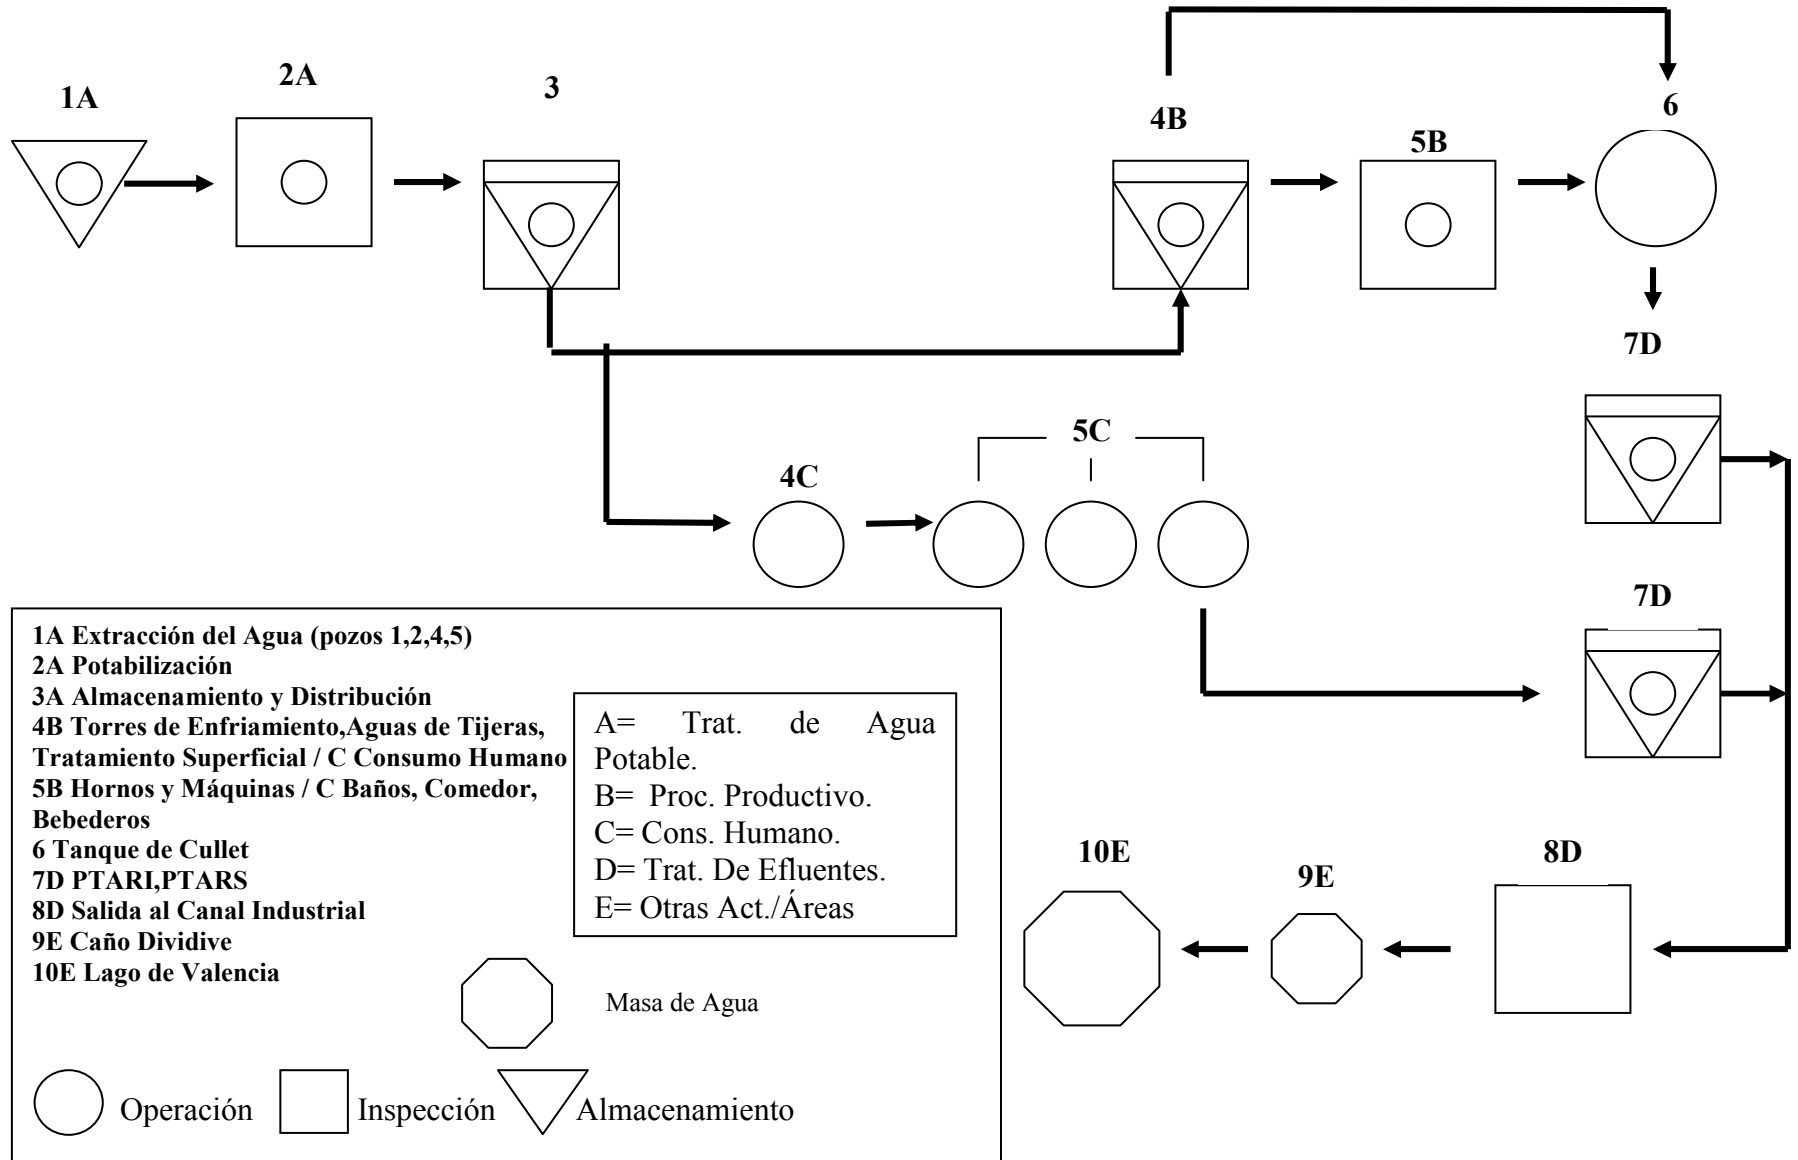 1A
2A
3
4B
5B
6
7D
4C
5C
7D
8D
9E
10E
1A Extracción del Agua (pozos 1,2,4,5)
2A Potabilización
3A Almacenamiento y Distribución
4B Torres de Enfriamiento,Aguas de Tijeras,
Tratamiento Superficial / C Consumo Humano
5B Hornos y Máquinas / C Baños, Comedor,
Bebederos
6 Tanque de Cullet
7D PTARI,PTARS
8D Salida al Canal Industrial
9E Caño Dividive
10E Lago de Valencia
A= Trat. de Agua
Potable.
B= Proc. Productivo.
C= Cons. Humano.
D= Trat. De Efluentes.
E= Otras Act./Áreas
Masa de Agua
Operación
Inspección
Almacenamiento